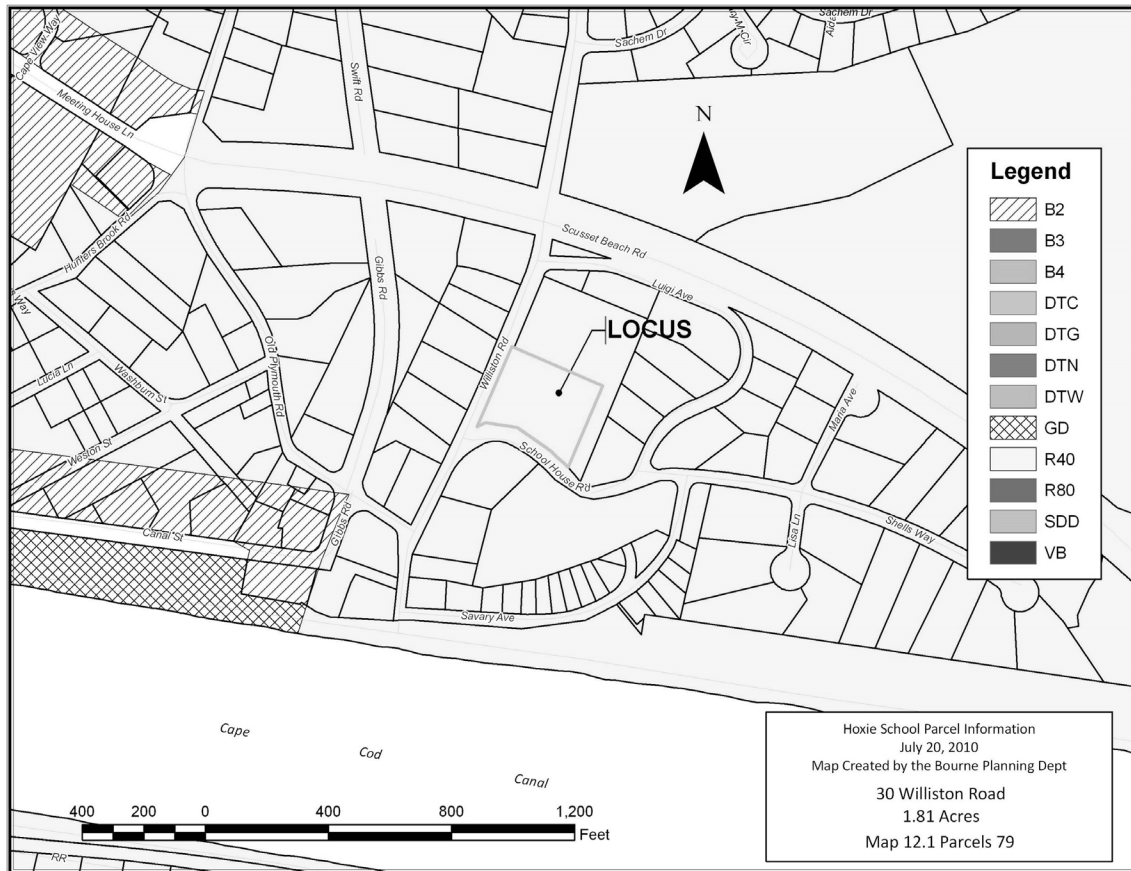 Sachem Dr
Sachem Dr
Cape View Way
Swift Rd
Meeting House Ln
N
Legend
B2
B3
B4
DTC
DTG
DTN
DTW
GD
R40
R80
SDD
VB
Hunters Brook Rd
Scusset Beach Rd
Gibbs Rd
Luigi Ave
LOCUS
s Way
Williston Rd
Old Plymouth Rd
Lucia Ln
Washburn St
Maria Ave
Weston St
School House Rd
Gibbs Rd
Canal St
Lisa Ln
Shells Way
Savary Ave
Cape
Cod
Canal
Hoxie School Parcel Information
July 20, 2010
Map Created by the Bourne Planning Dept
30 Williston Road
1.81 Acres
Map 12.1 Parcels 79
400 200 0 400 800 1,200
Feet
RR